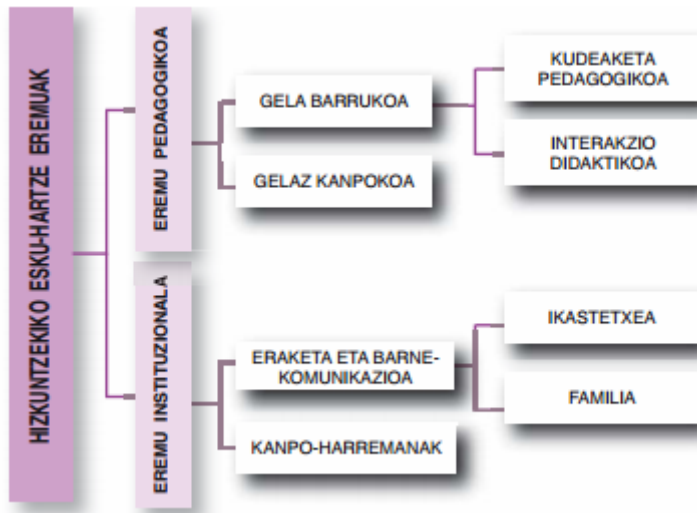 HIZKUNTZEKIKO ESKU-HARTZE EREMUAK
EREMU PEDAGOGIKOA
GELA BARRUKOA
KUDEAKETA
PEDAGOGIKOA
INTERAKZIO
DIDAKTIKOA
GELAZ KANPOKOA
EREMU INSTITUZIONALA
ERAKETA ETA BARNE-
KOMUNIKAZIOA
IKASTETXEA
FAMILIA
KANPO-HARREMANAK